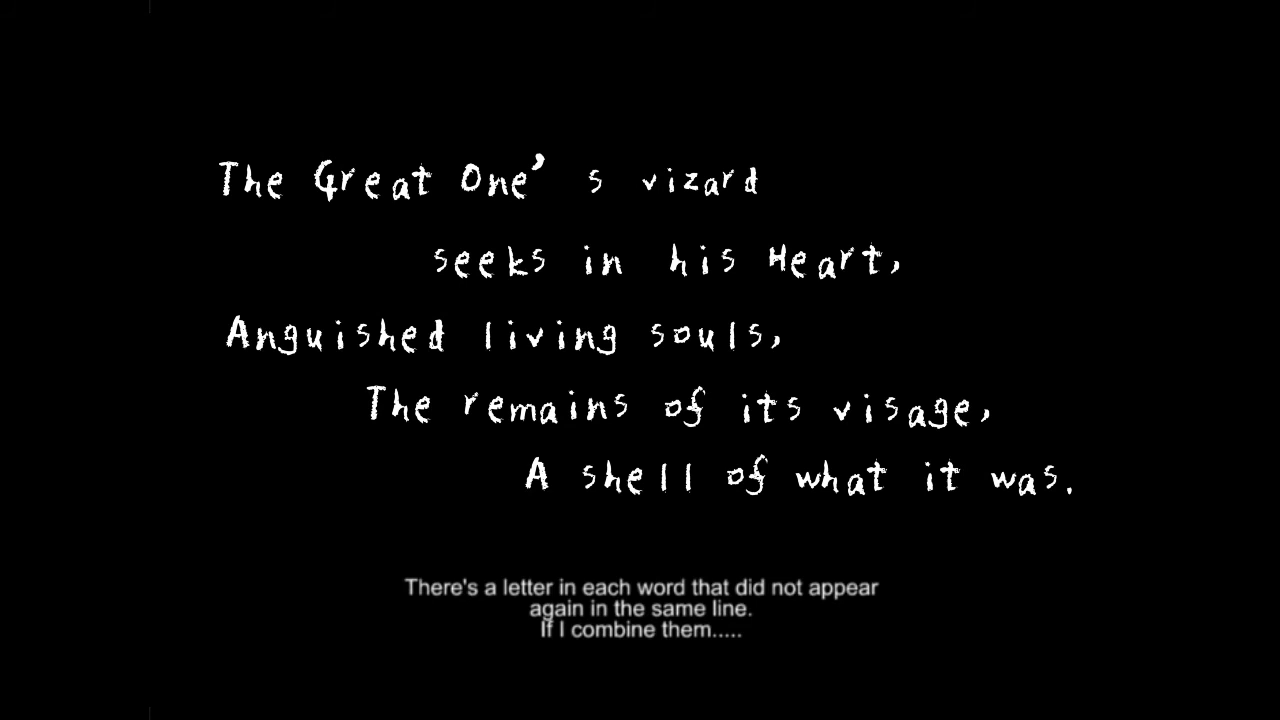 The Great One's vizard
seeks in his Heart,
Anguished living souls,
The remains of its visage,
A shell of what it was.
There's a letter in each word that did not appear
again in the same line.
If I combine them.....